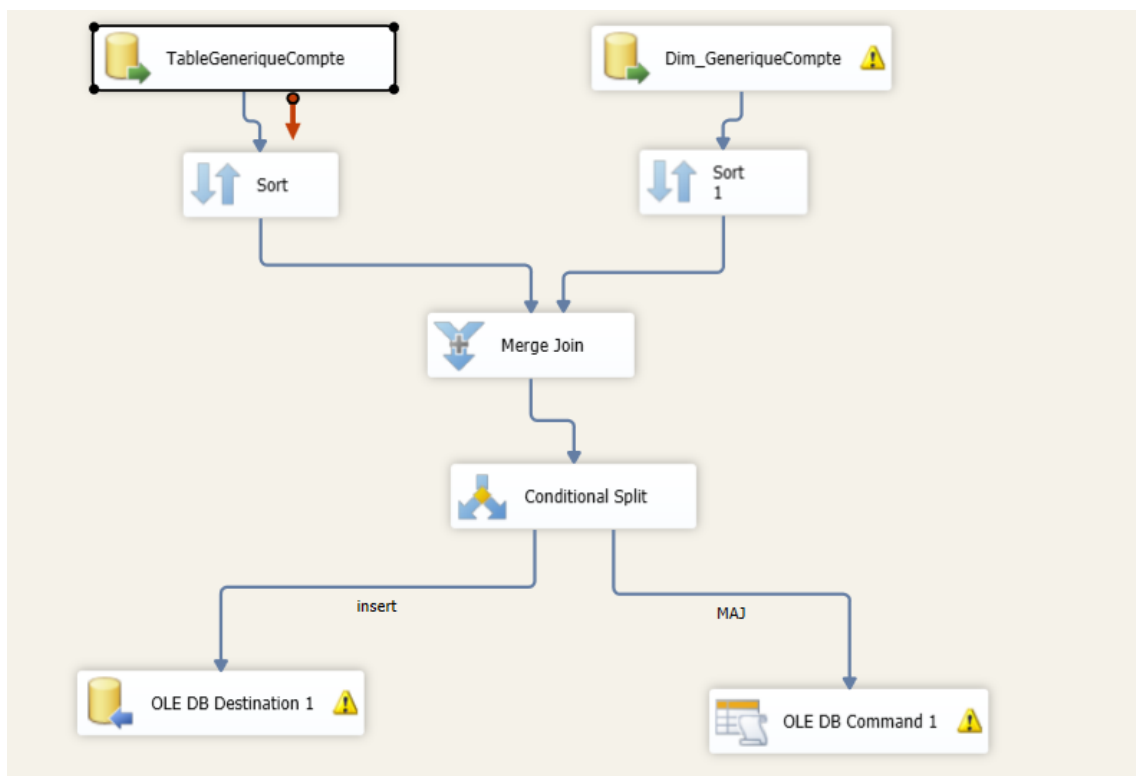 TableGeneriqueCompte
Dim_GeneriqueCompte
Sort
Sort
1
Merge Join
Conditional Split
insert
MAJ
OLE DB Destination 1
OLE DB Command 1